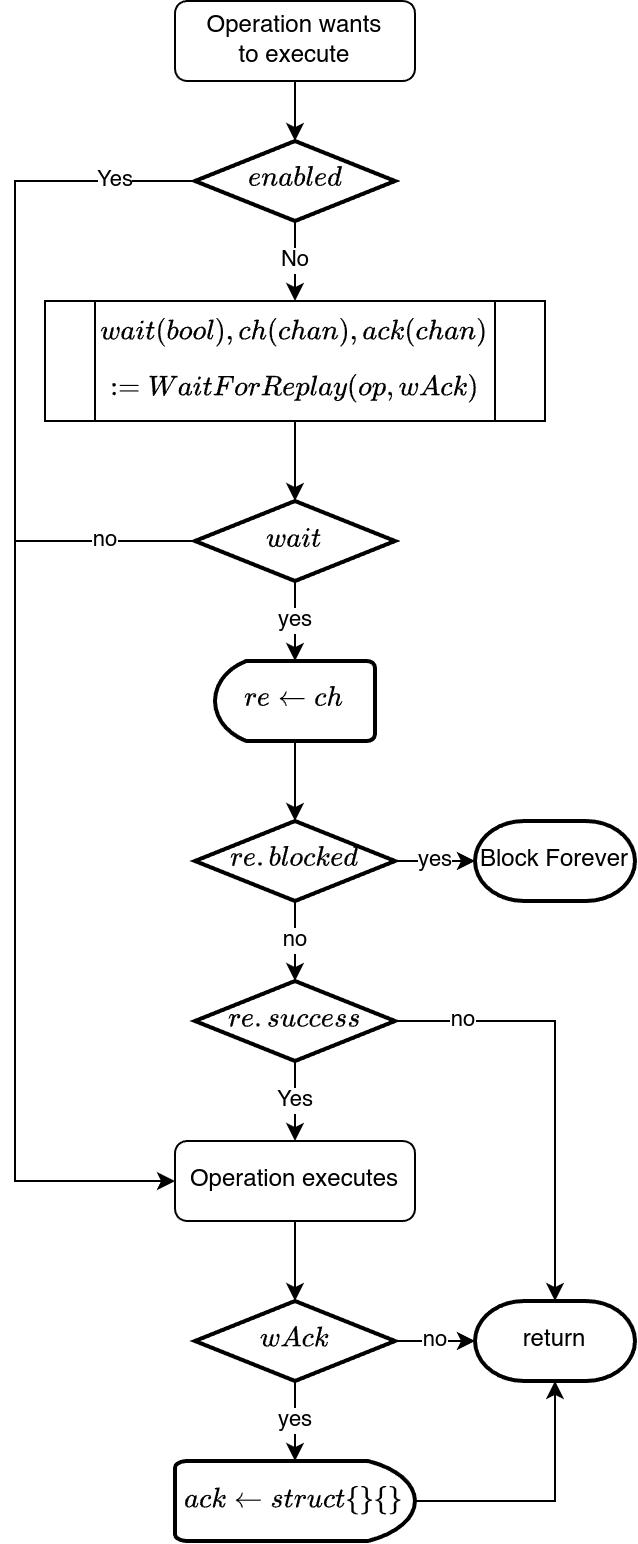 Operation wants
to execute
enabled
Yes
No
wait(bool), ch(chan), ack(chan)
:= WaitForReplay(op, wAck)
wait
no
yes
re ← ch
re.blocked
yes
Block Forever
no
re.success
no
Yes
Operation executes
wAck
no
return
yes
ack ← struct{}{}